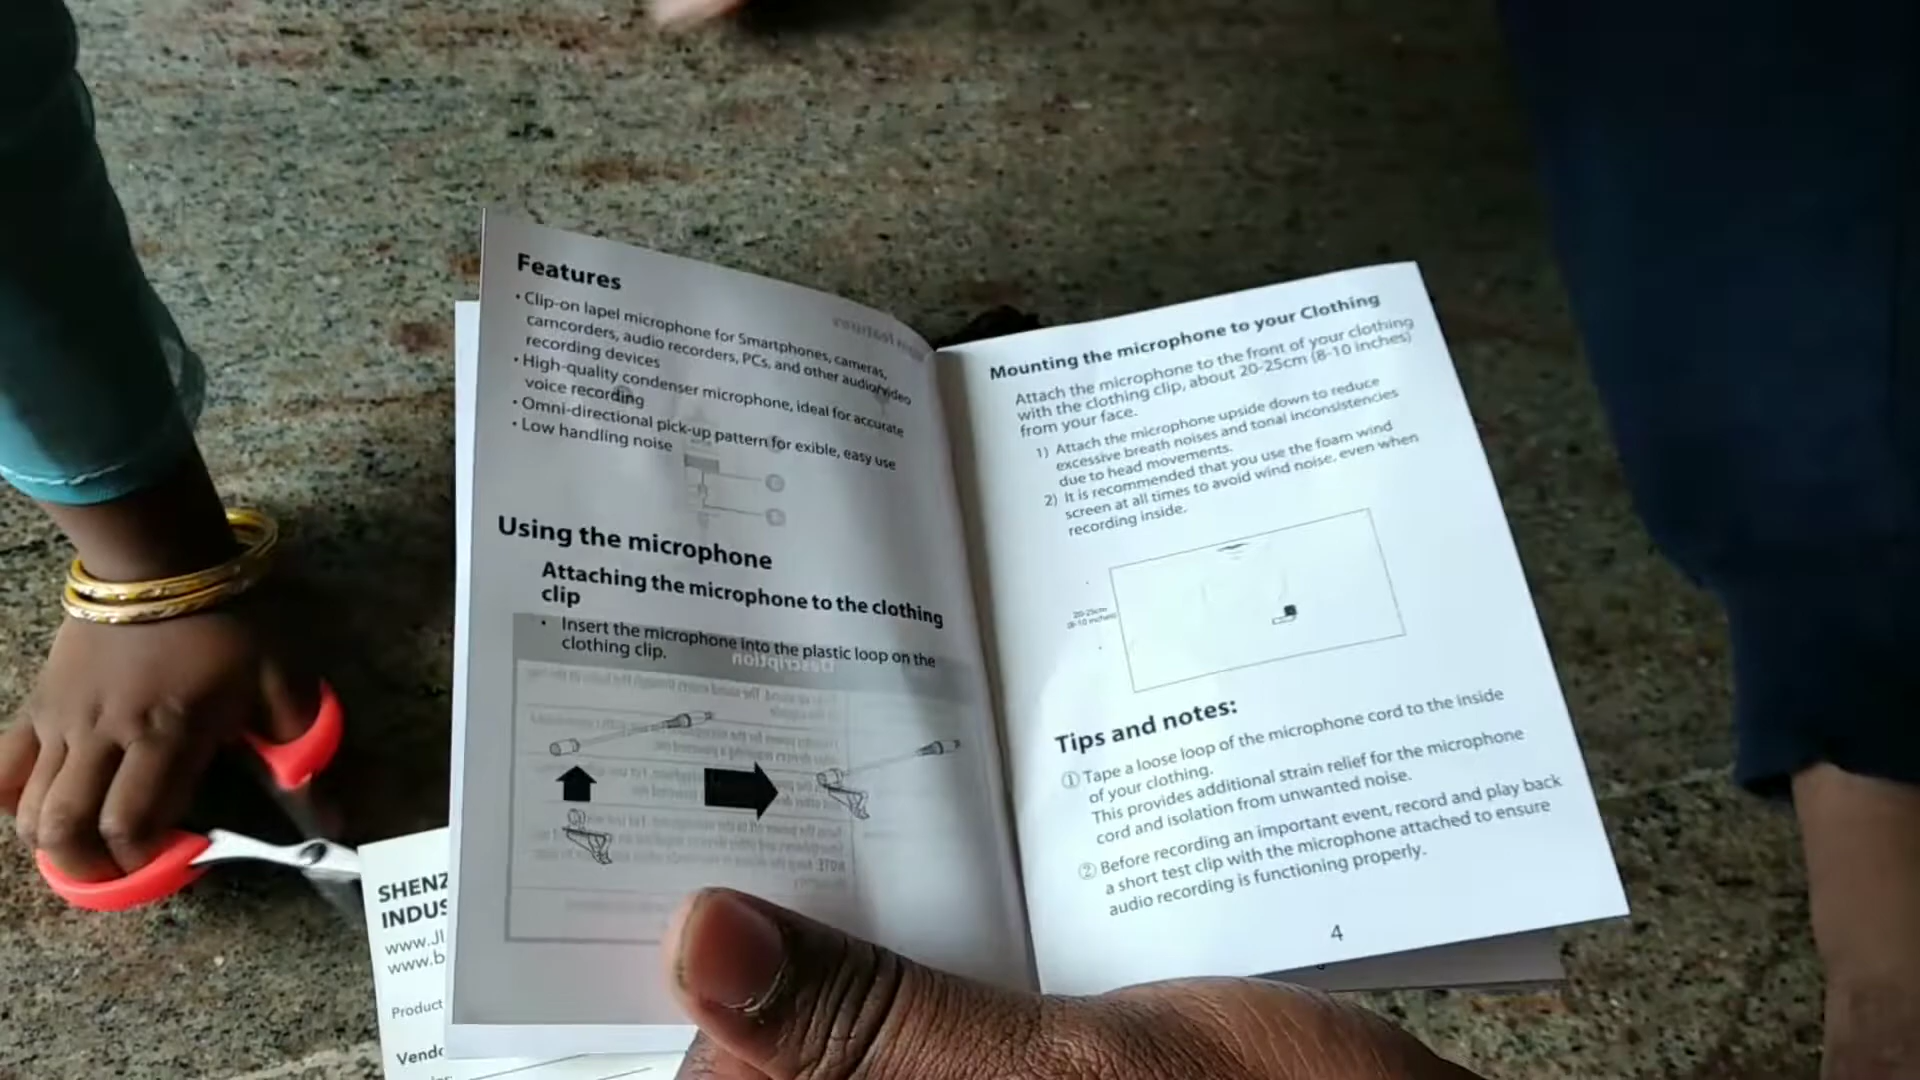 Features
• Clip-on lapel microphone for Smartphones, cameras,
camcorders, audio recorders, PCs, and other audio/video
recording devices
• High-quality condenser microphone, ideal for accurate
voice recording
• Omni-directional pick-up pattern for exible, easy use
• Low handling noise
Using the microphone
Attaching the microphone to the clothing
clip
• Insert the microphone into the plastic loop on the
clothing clip.
Mounting the microphone to your Clothing
Attach the microphone to the front of your clothing
with the clothing clip, about 20-25cm (8-10 inches)
from your face.
1) Attach the microphone upside down to reduce
excessive breath noises and tonal inconsistencies
due to head movements.
2) It is recommended that you use the foam wind
screen at all times to avoid wind noise, even when
recording inside.
20-25cm
(8-10 inches)
Tips and notes:
① Tape a loose loop of the microphone cord to the inside
of your clothing.
This provides additional strain relief for the microphone
cord and isolation from unwanted noise.
② Before recording an important event, record and play back
a short test clip with the microphone attached to ensure
audio recording is functioning properly.
4
SHENZ
INDUS
www.JL
www.b
Product
Vendo